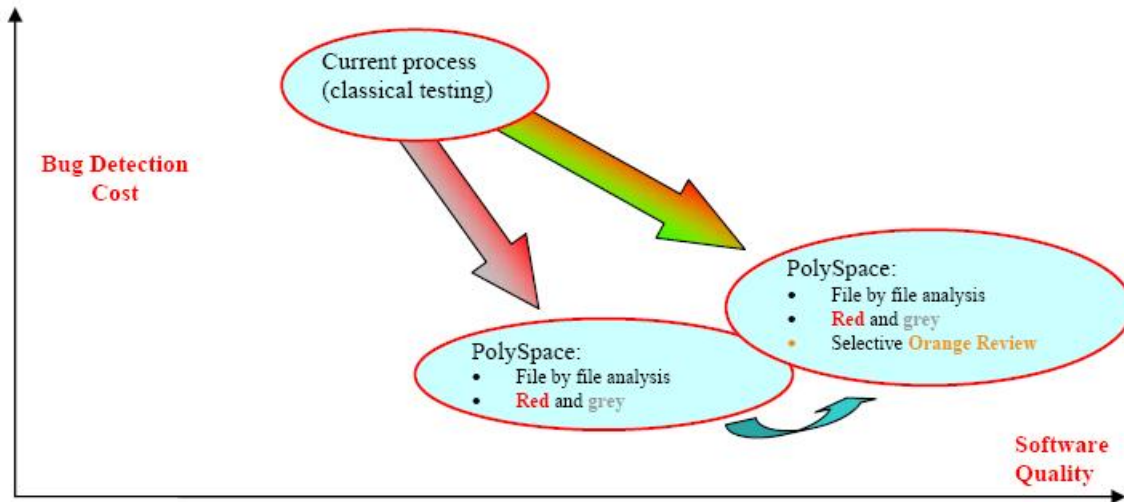 Current process
(classical testing)
Bug Detection
Cost
PolySpace:
• File by file analysis
• Red and grey
• Selective Orange Review
PolySpace:
• File by file analysis
• Red and grey
Software
Quality